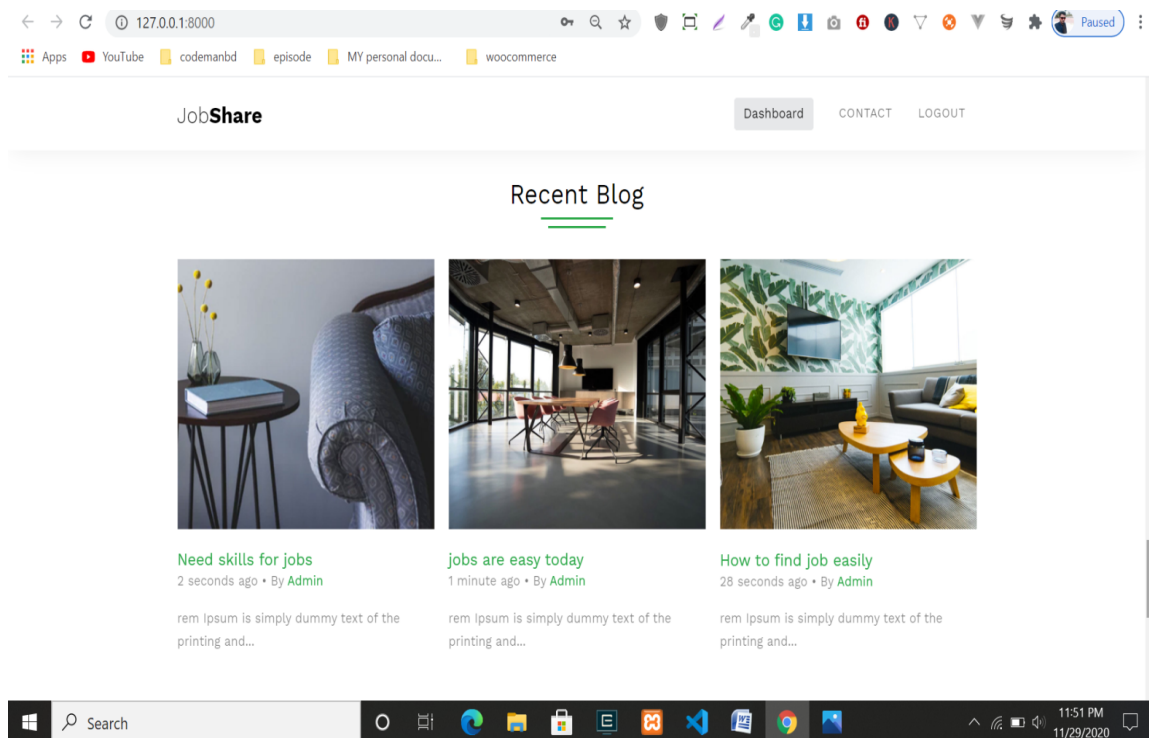 127.0.0.1:8000
Paused
Apps YouTube codemanbd episode MY personal docu... woocommerce
JobShare Dashboard CONTACT LOGOUT
Recent Blog
Need skills for jobs
2 seconds ago • By Admin
rem Ipsum is simply dummy text of the
printing and...
jobs are easy today
1 minute ago • By Admin
rem Ipsum is simply dummy text of the
printing and...
How to find job easily
28 seconds ago • By Admin
rem Ipsum is simply dummy text of the
printing and...
Search
11:51 PM
11/29/2020